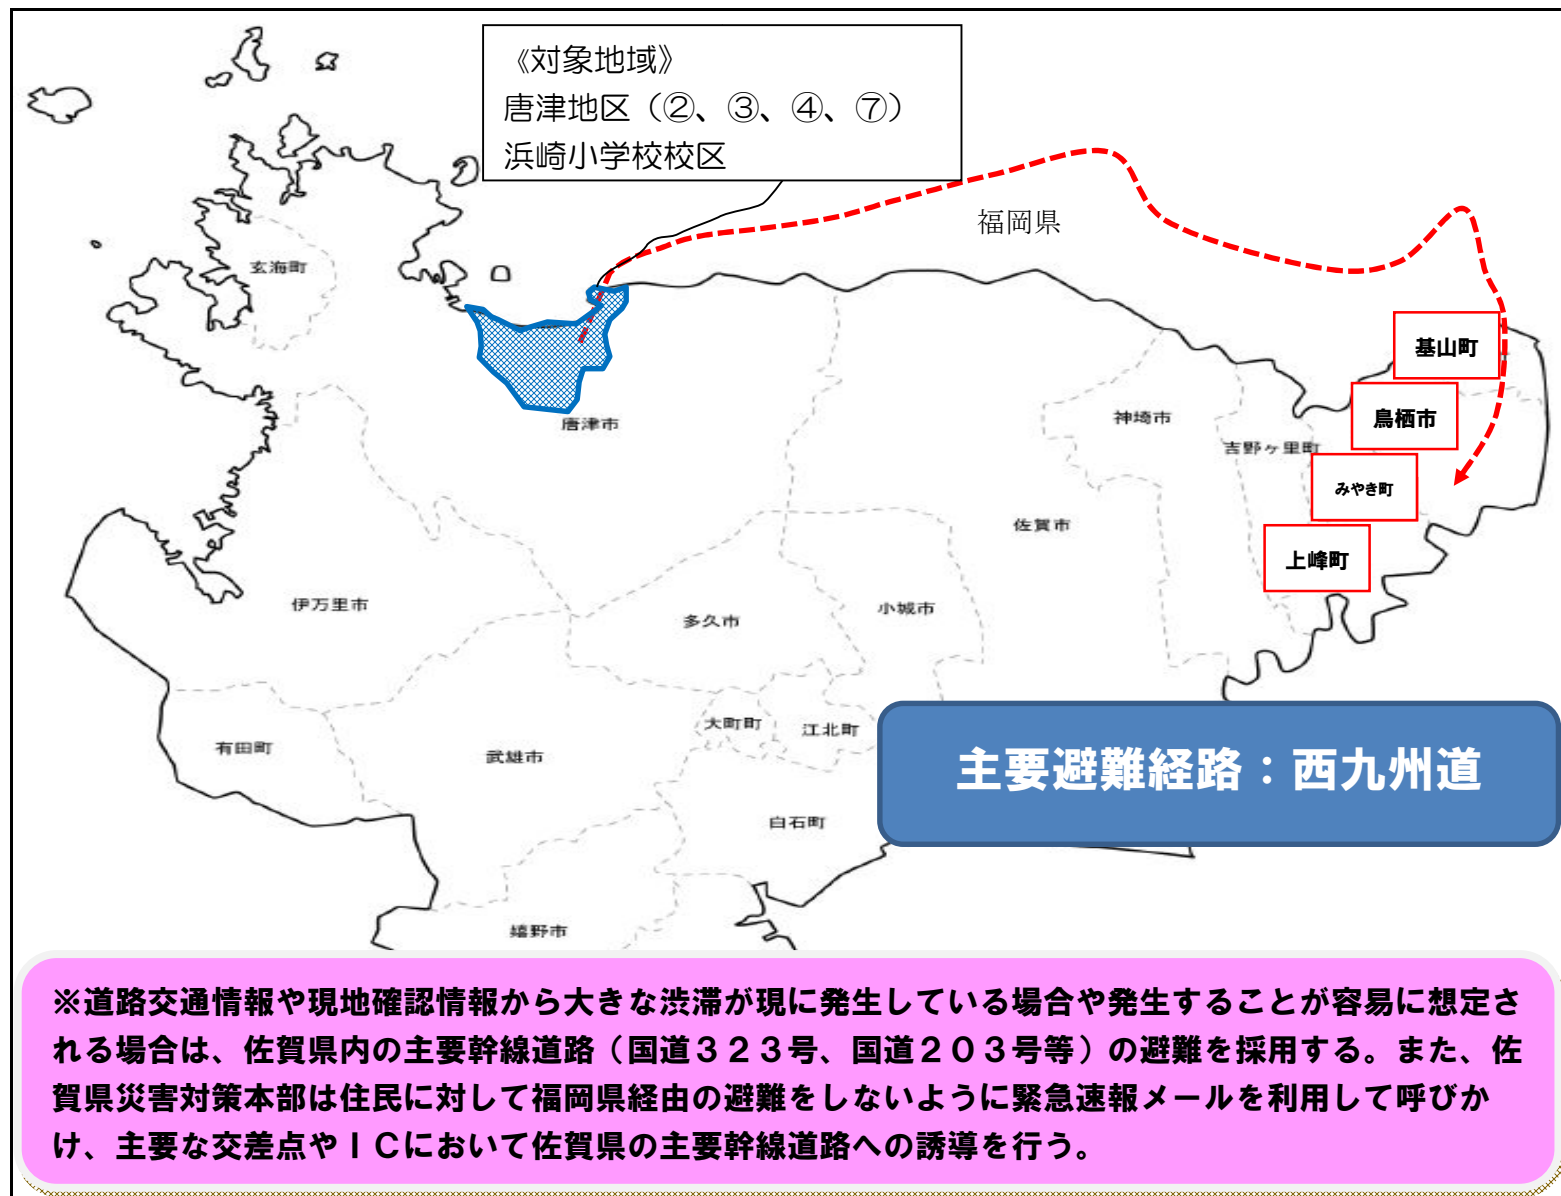 《対象地域》
唐津地区（②、③、④、⑦）
浜崎小学校校区
福岡県
玄海町
基山町
鳥栖市
神埼市
唐津市
吉野ヶ里町
みやき町
佐賀市
上峰町
伊万里市
小城市
多久市
大町町
江北町
有田町
武雄市
主要避難経路：西九州道
白石町
嬉野市
※道路交通情報や現地確認情報から大きな渋滞が現に発生している場合や発生することが容易に想定さ
れる場合は、佐賀県内の主要幹線道路（国道３２３号、国道２０３号等）の避難を採用する。また、佐
賀県災害対策本部は住民に対して福岡県経由の避難をしないように緊急速報メールを利用して呼びか
け、主要な交差点やＩＣにおいて佐賀県の主要幹線道路への誘導を行う。